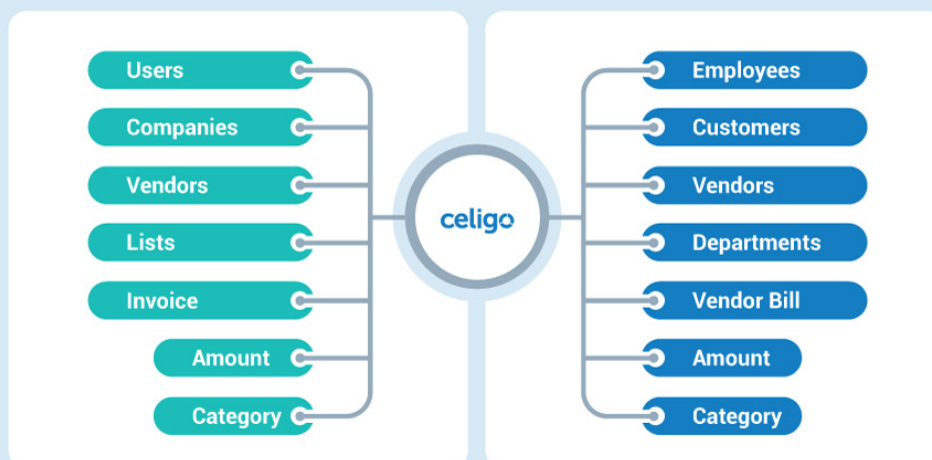 Users
Companies
Vendors
Lists
Invoice
Amount
Category
celigo
Employees
Customers
Vendors
Departments
Vendor Bill
Amount
Category